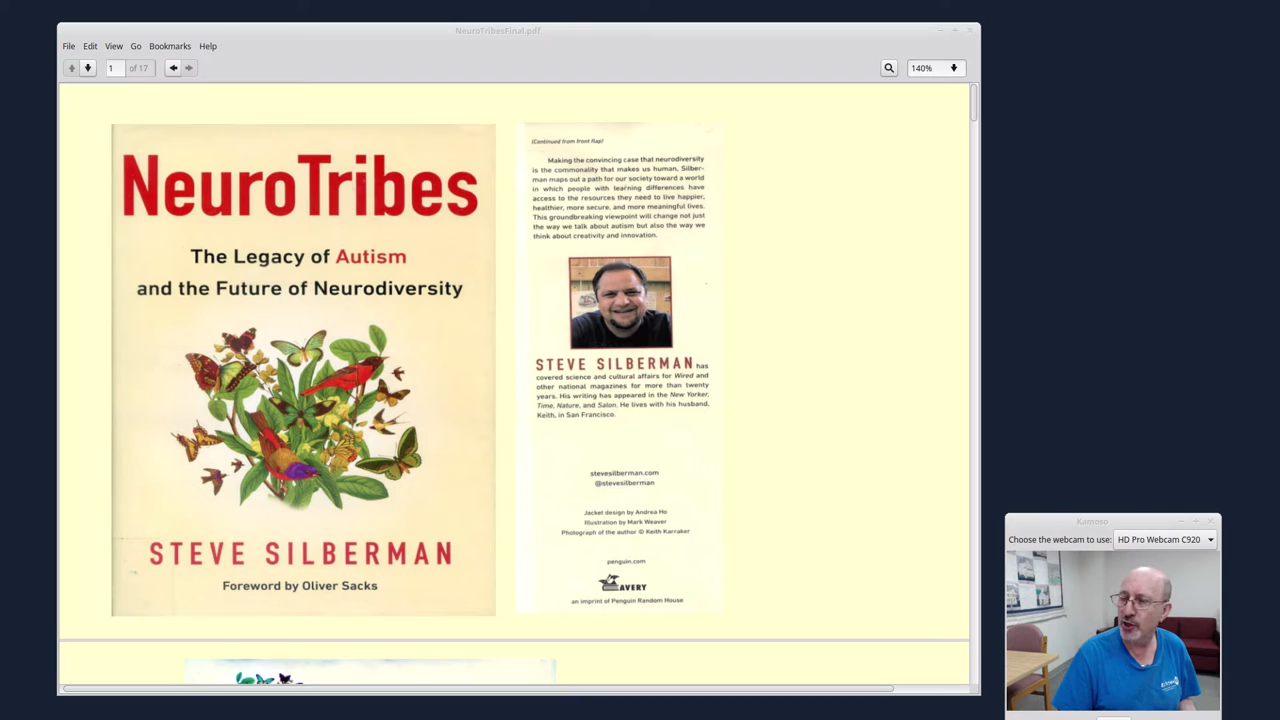 NeuroTribesFinal.pdf
File Edit View Go Bookmarks Help
1 of 17
140%
NeuroTribes
The Legacy of Autism
and the Future of Neurodiversity
STEVE SILBERMAN
Foreword by Oliver Sacks
(Continued from front flap)
Making the convincing case that neurodiversity
is the commonality that makes us human, Silber-
man maps out a path for our society toward a world
in which people with learning differences have
access to the resources they need to live happier,
healthier, more secure, and more meaningful lives.
This groundbreaking viewpoint will change not just
the way we talk about autism but also the way we
think about creativity and innovation.
STEVE SILBERMAN has
covered science and cultural affairs for Wired and
other national magazines for more than twenty
years. His writing has appeared in the New Yorker,
Time, Nature, and Salon. He lives with his husband,
Keith, in San Francisco.
stevesilberman.com
@stevesilberman
Jacket design by Andrea Ho
Illustration by Mark Weaver
Photograph of the author © Keith Karraker
penguin.com
AVERY
an imprint of Penguin Random House
Kamoso
Choose the webcam to use: HD Pro Webcam C920